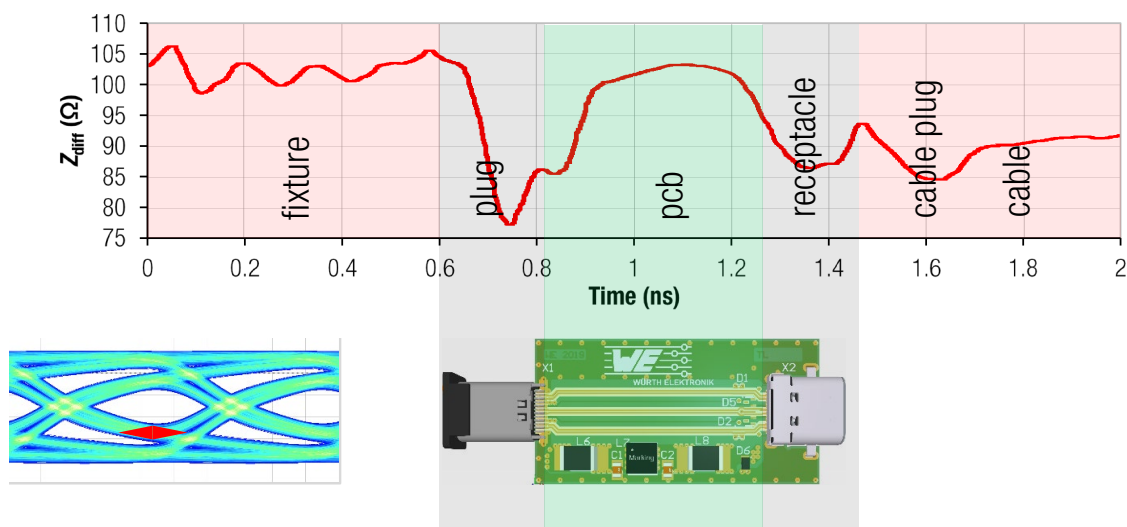 110
105
100
95
90
85
80
75
Zdiff (Ω)
fixture
plug
pcb
receptacle
cable plug
cable
0
0.2
0.4
0.6
0.8
1
1.2
1.4
1.6
1.8
2
Time (ns)
WE
WÜRTH ELEKTRONIK
X1
D1
X2
D5
D2
L6
L7
L8
C1
Marking
C2
D6